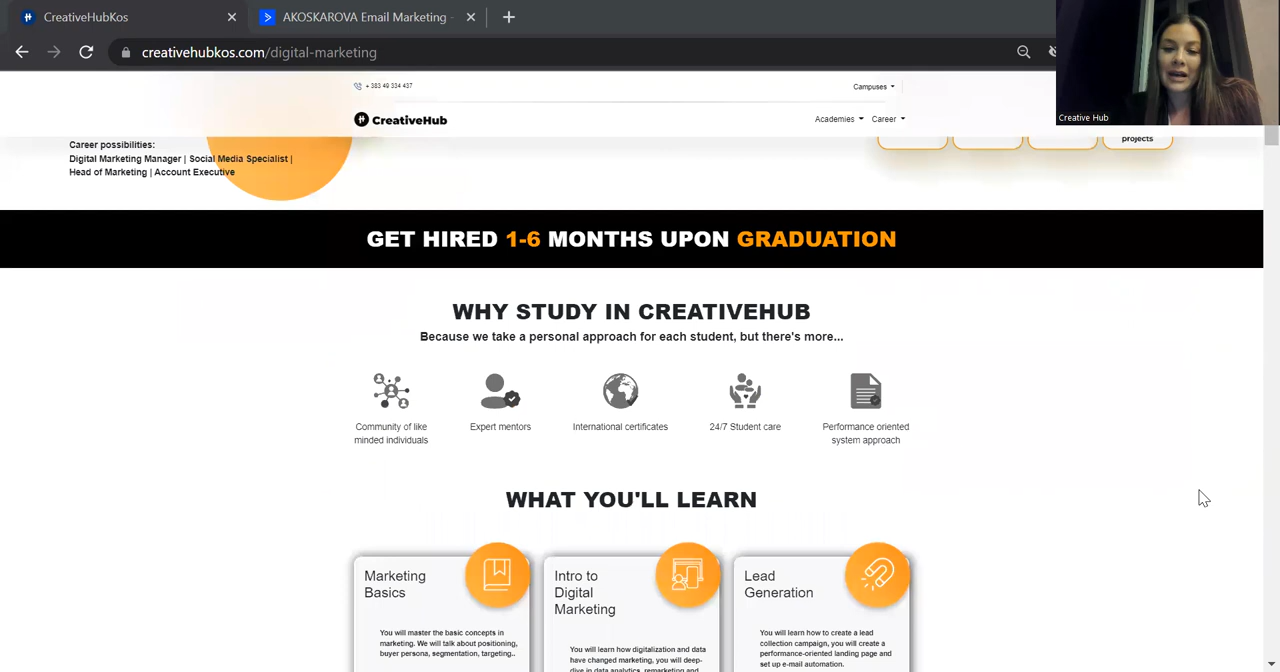 CreativeHubKos
AKOSKAROVA Email Marketing -
creativehubkos.com/digital-marketing
+ 383 49 334 437
Campuses
CreativeHub
Academies
Career
Creative Hub
Career possibilities:
Digital Marketing Manager | Social Media Specialist |
Head of Marketing | Account Executive
projects
GET HIRED 1-6 MONTHS UPON GRADUATION
WHY STUDY IN CREATIVEHUB
Because we take a personal approach for each student, but there's more...
Community of like
minded individuals
Expert mentors
International certificates
24/7 Student care
Performance oriented
system approach
WHAT YOU'LL LEARN
Marketing
Basics
You will master the basic concepts in
marketing. We will talk about positioning,
buyer persona, segmentation, targeting..
Intro to
Digital
Marketing
You will learn how digitalization and data
have changed marketing, you will deep-
dive in data analytics, remarketing and
Lead
Generation
You will learn how to create a lead
collection campaign, you will create a
performance-oriented landing page and
set up e-mail automation.